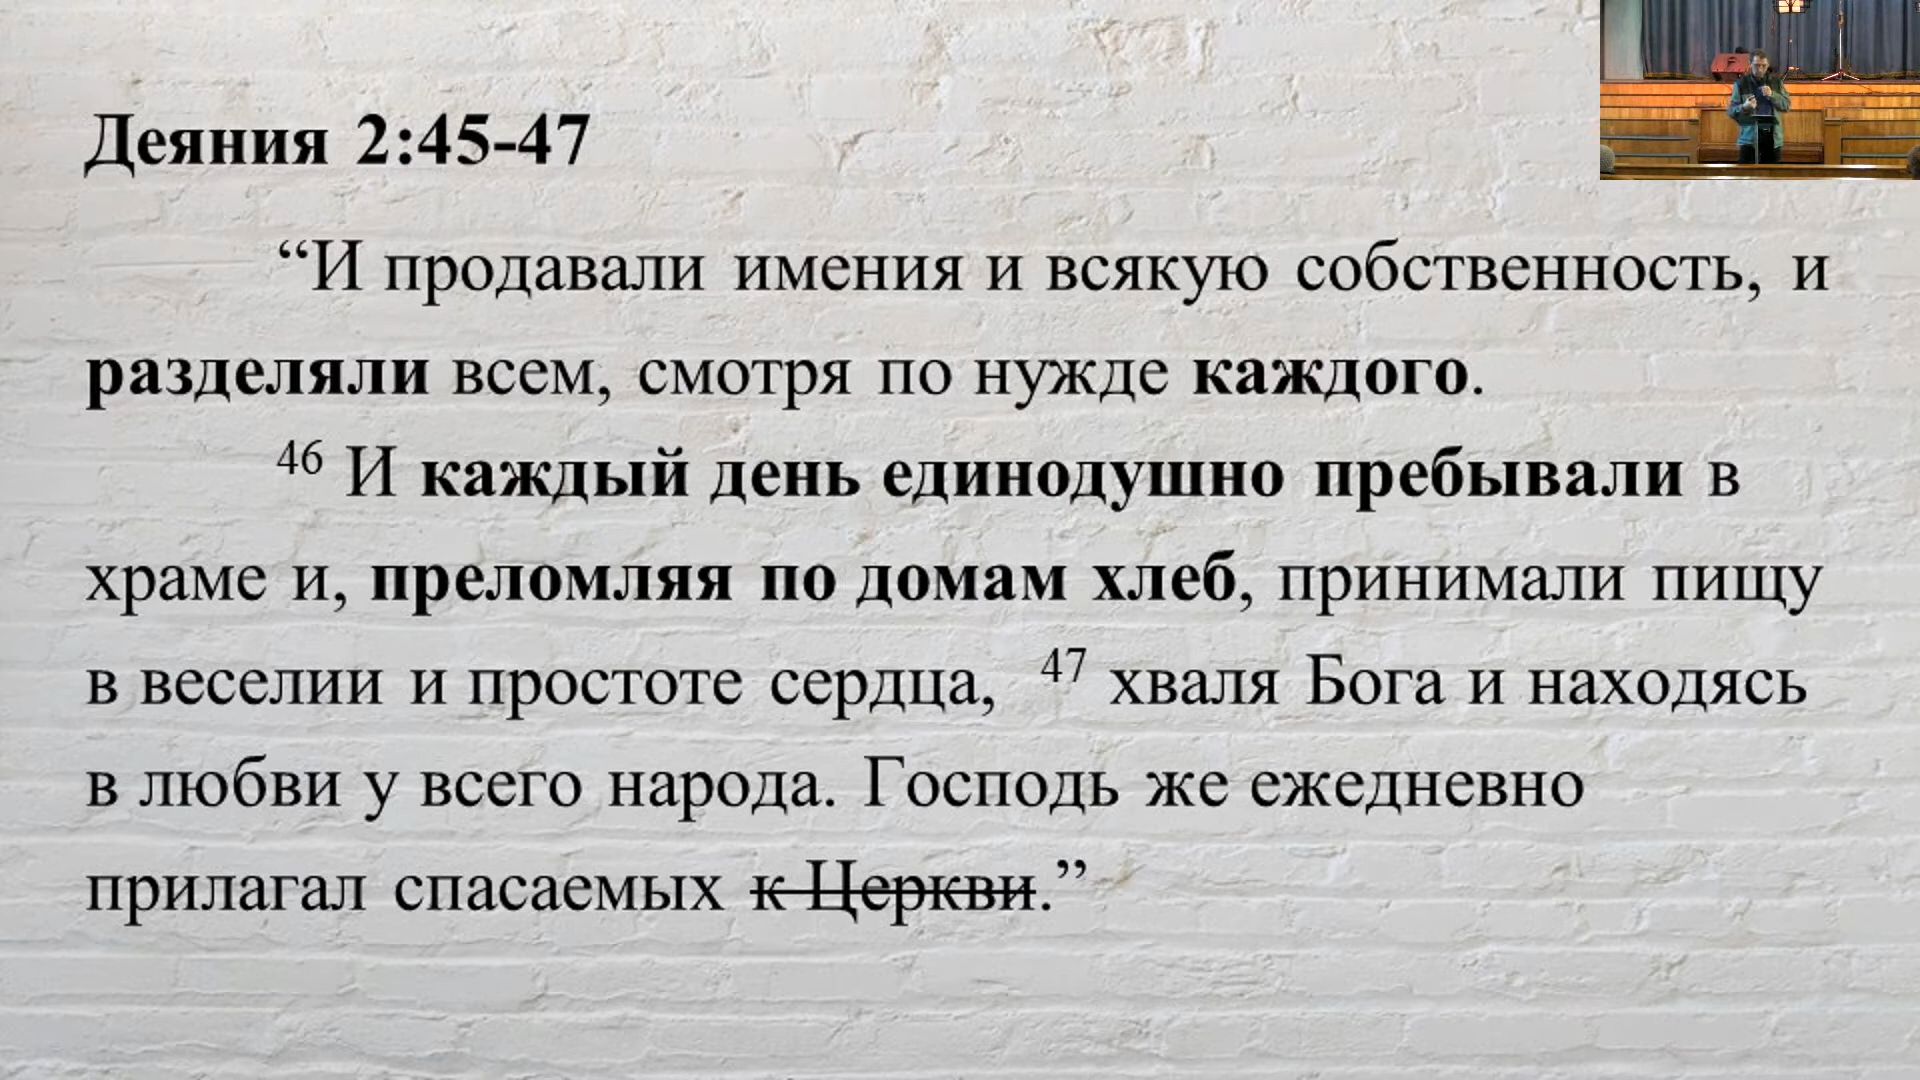 Деяния 2:45-47
“И продавали имения и всякую собственность, и
разделяли всем, смотря по нужде каждого.
46 И каждый день единодушно пребывали в
храме и, преломляя по домам хлеб, принимали пищу
в веселии и простоте сердца, 47 хваля Бога и находясь
в любви у всего народа. Господь же ежедневно
прилагал спасаемых к Церкви.”